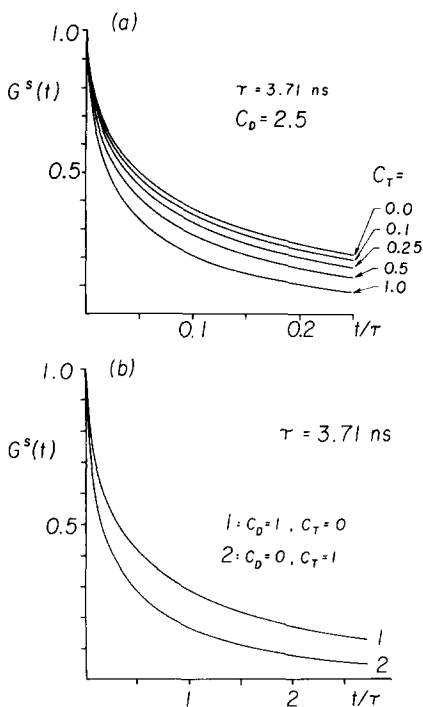 (a)
1.0
G^s(t)
τ = 3.71 ns
C_D = 2.5
0.5
C_T =
0.0
0.1
0.25
0.5
1.0
0.1 0.2 t/τ
(b)
1.0
G^s(t)
τ = 3.71 ns
1: C_D = 1, C_T = 0
2: C_D = 0, C_T = 1
0.5
1
2
1 2 t/τ